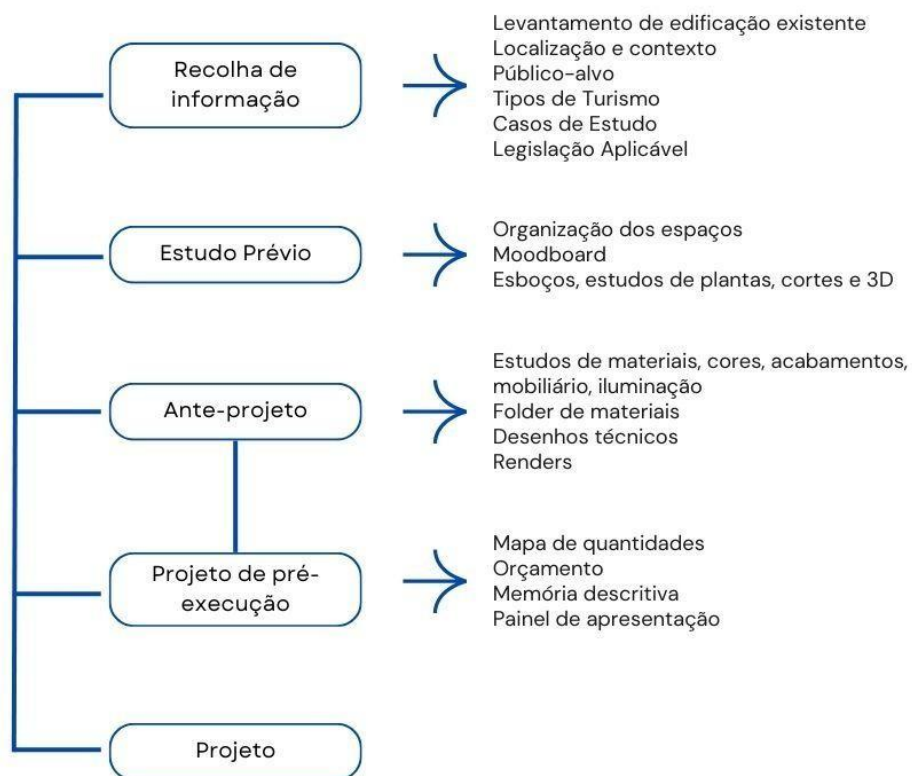 Recolha de
informação
Levantamento de edificação existente
Localização e contexto
Público-alvo
Tipos de Turismo
Casos de Estudo
Legislação Aplicável
Estudo Prévio
Organização dos espaços
Moodboard
Esboços, estudos de plantas, cortes e 3D
Ante-projeto
Estudos de materiais, cores, acabamentos,
mobiliário, iluminação
Folder de materiais
Desenhos técnicos
Renders
Projeto de pré-
execução
Mapa de quantidades
Orçamento
Memória descritiva
Painel de apresentação
Projeto